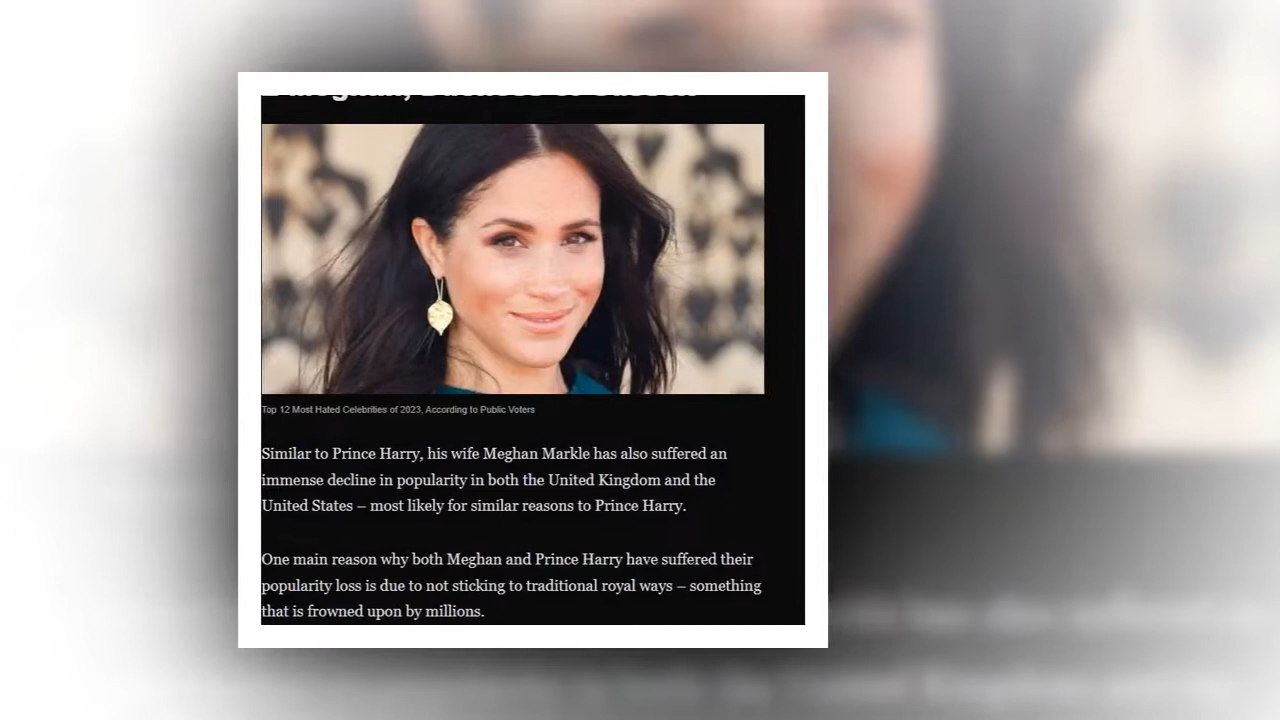 Top 12 Most Hated Celebrities of 2023, According to Public Voters
Similar to Prince Harry, his wife Meghan Markle has also suffered an
immense decline in popularity in both the United Kingdom and the
United States – most likely for similar reasons to Prince Harry.
One main reason why both Meghan and Prince Harry have suffered their
popularity loss is due to not sticking to traditional royal ways – something
that is frowned upon by millions.